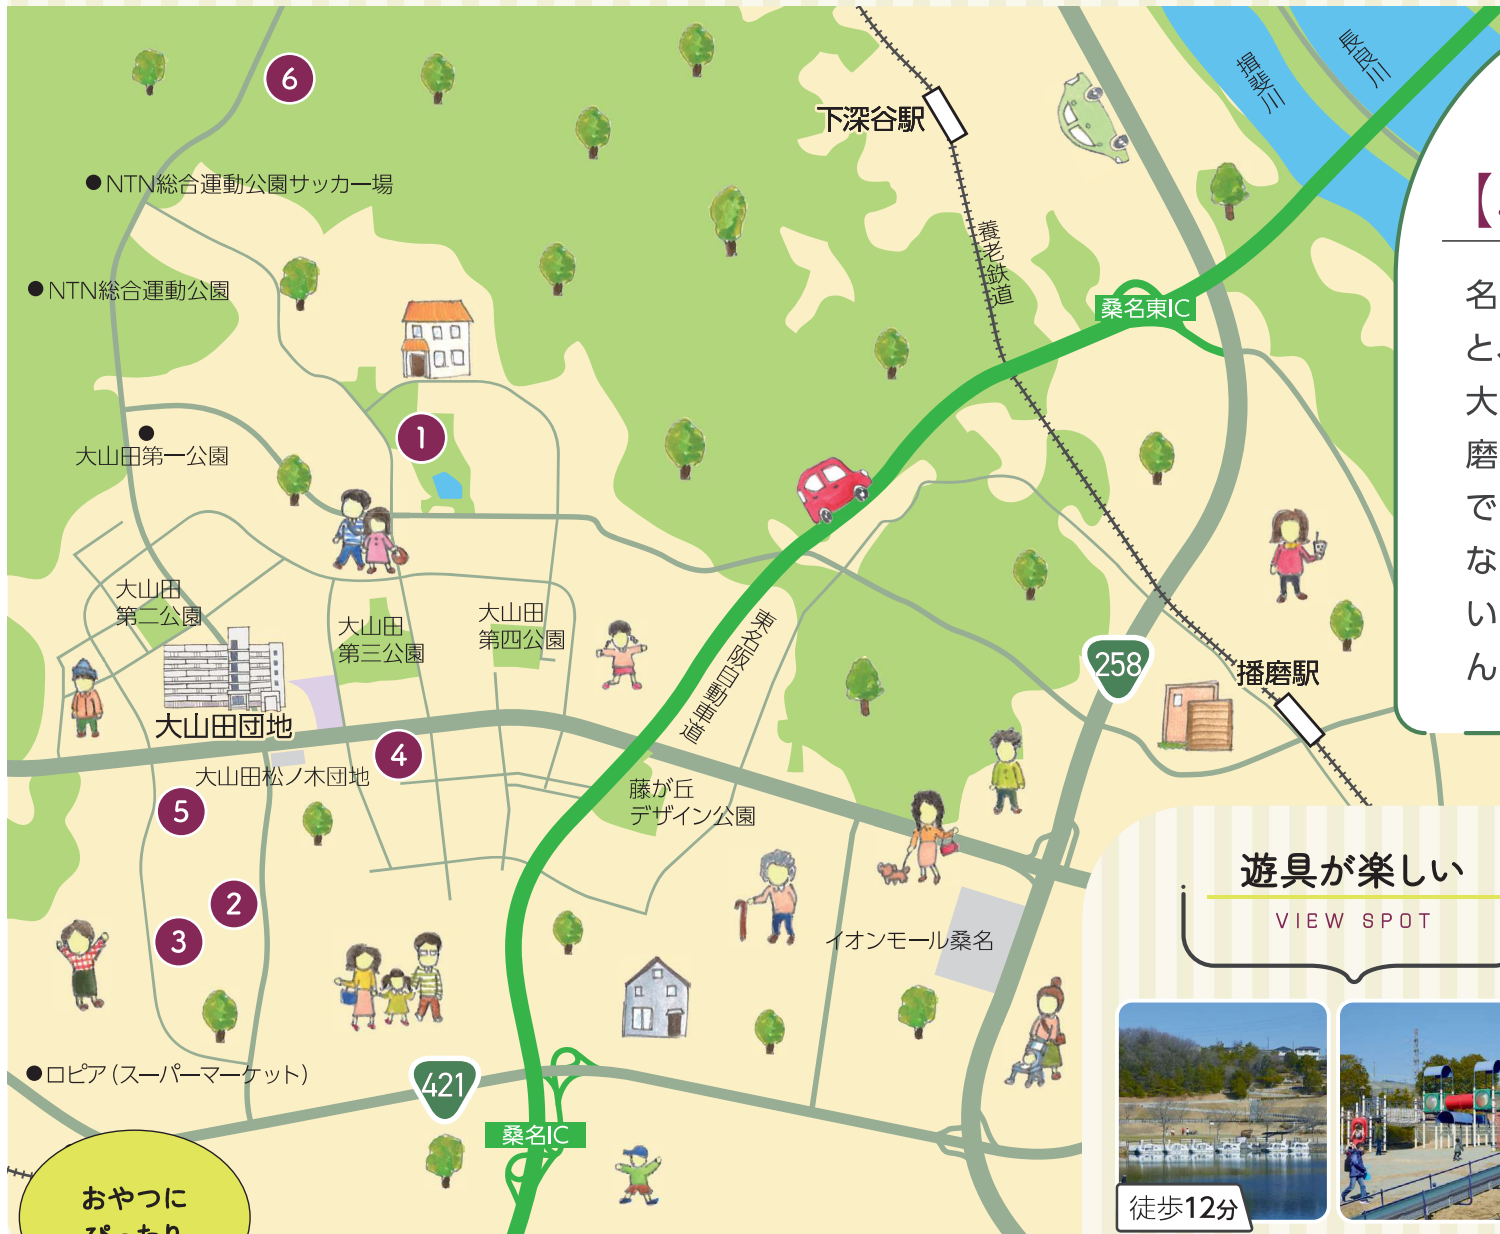 6
長良川
揖斐川
下深谷駅
NTN総合運動公園サッカー場
養老鉄道
NTN総合運動公園
桑名東IC
名
と、
大
磨
で
な
い
ん
1
大山田第一公園
大山田
第二公園
大山田
第三公園
大山田
第四公園
東名阪自動車道
258
播磨駅
大山田団地
4
大山田松ノ木団地
5
藤が丘
デザイン公園
2
3
イオンモール桑名
遊具が楽しい
VIEW SPOT
ロピア(スーパーマーケット)
421
桑名IC
おやつに
ぴったり
徒歩12分